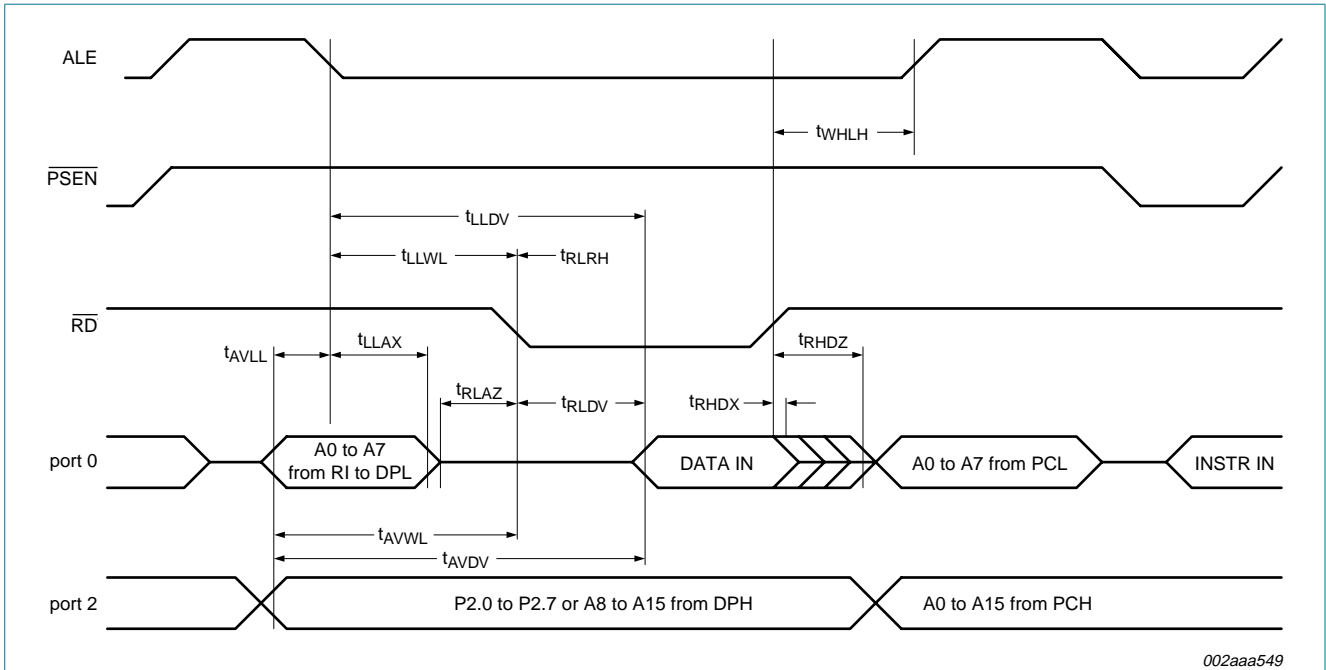 ALE
tWHLH
PSEN
tLLDV
tLLWL
tRLRH
RD
tAVLL
tLLAX
tRHDZ
tRLAZ
tRLDV
tRHDX
port 0
A0 to A7
from RI to DPL
DATA IN
A0 to A7 from PCL
INSTR IN
tAVWL
tAVDV
port 2
P2.0 to P2.7 or A8 to A15 from DPH
A0 to A15 from PCH
002aaa549